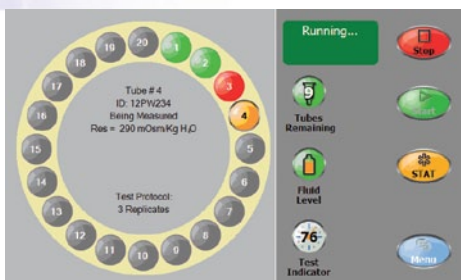 Running...
Stop
20
1
2
3
4
5
6
7
8
9
10
11
12
13
14
15
16
17
18
19
Tube # 4
ID: 12PW234
Being Measured
Res = 290 mOsm/Kg H₂O
Test Protocol:
3 Replicates
9
Tubes
Remaining
Start
Fluid
Level
STAT
76
Test
Indicator
Menu